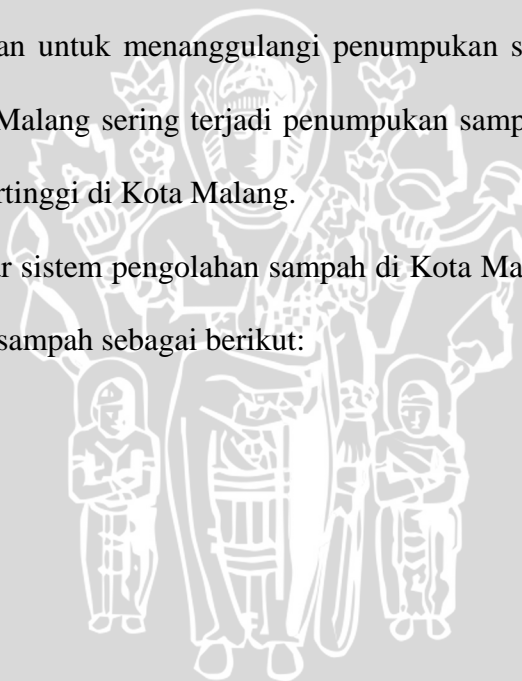 an untuk menanggulangi penumpukan s
Malang sering terjadi penumpukan samp
rtinggi di Kota Malang.
r sistem pengolahan sampah di Kota Ma
sampah sebagai berikut: